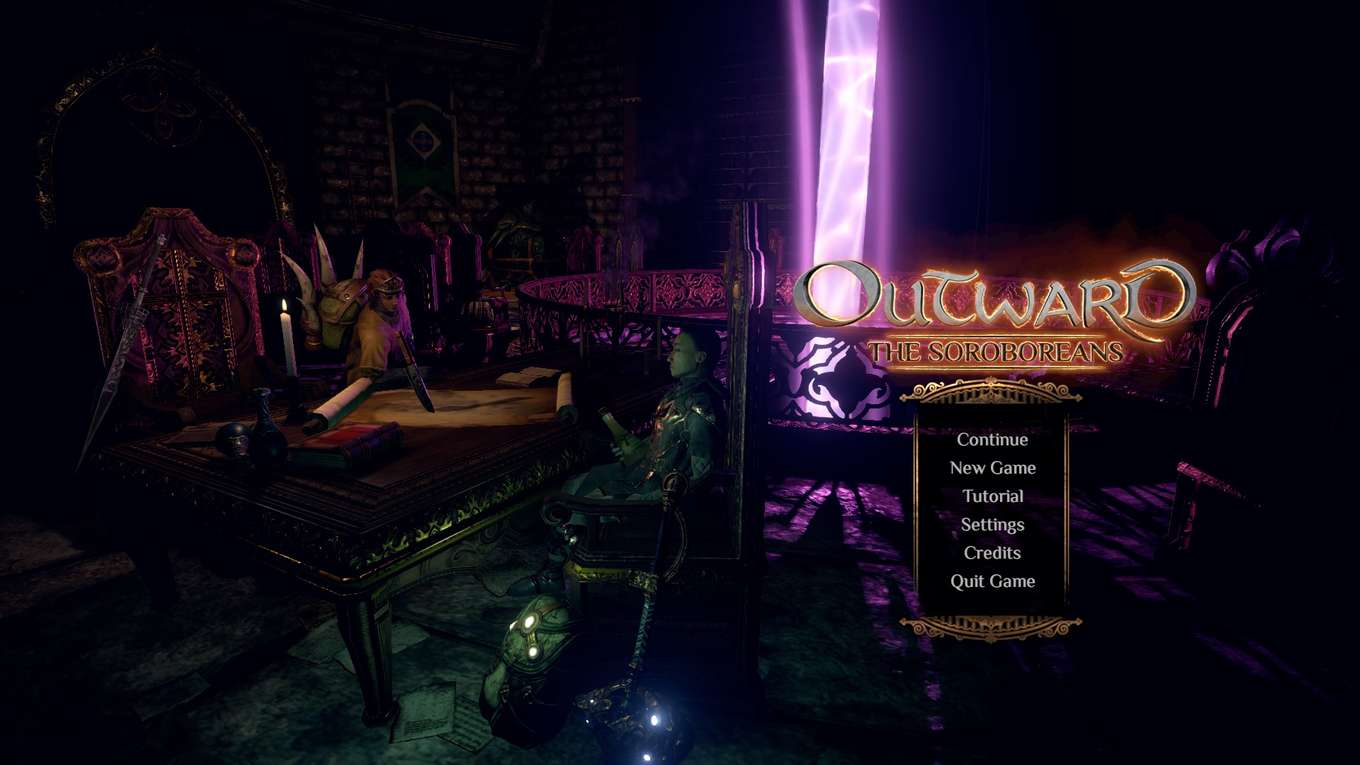 OUTWARD
THE SOROBOREANS
Continue
New Game
Tutorial
Settings
Credits
Quit Game